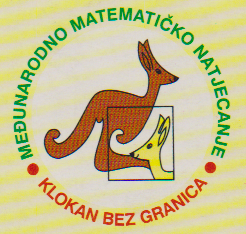 MEĐUNARODNO MATEMATIČKO NATJECANJE
KLOKAN BEZ GRANICA